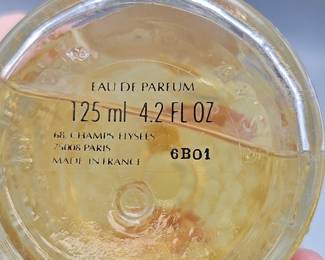 EAU DE PARFUM
125 ml 4.2 FL OZ
68, CHAMPS-ELYSEES
75008 PARIS
MADE IN FRANCE
6B01